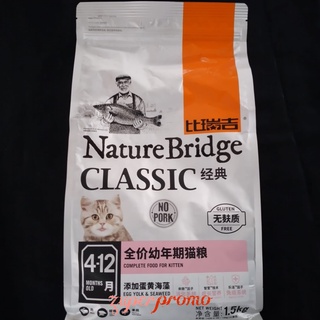 比瑞吉
Nature Bridge
CLASSIC 经典
NO
PORK
GLUTEN
无麸质
FREE
4-12
月
MONTHS
OLD
全价幼年期猫粮
COMPLETE FOOD FOR KITTEN
添加蛋黄海藻
EGG YOLK & SEAWEED
promo
NET WEIGHT
净含量 1.5kg